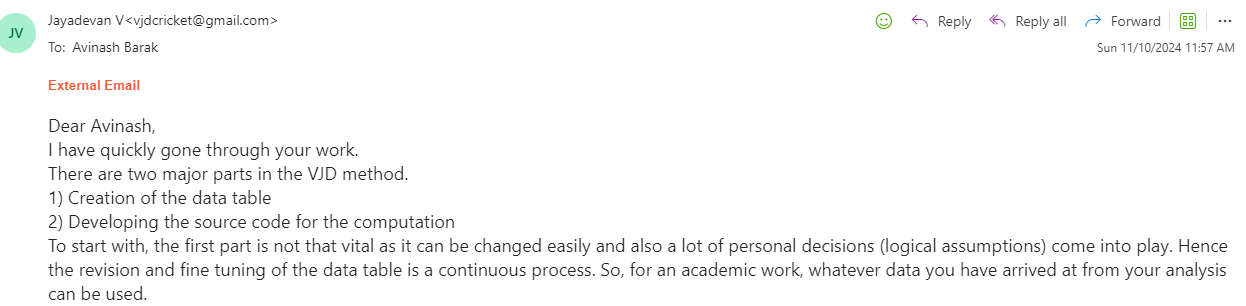 JV
Jayadevan V<vjdcricket@gmail.com>
Reply
Reply all
Forward
To: Avinash Barak
Sun 11/10/2024 11:57 AM
External Email
Dear Avinash,
I have quickly gone through your work.
There are two major parts in the VJD method.
1) Creation of the data table
2) Developing the source code for the computation
To start with, the first part is not that vital as it can be changed easily and also a lot of personal decisions (logical assumptions) come into play. Hence
the revision and fine tuning of the data table is a continuous process. So, for an academic work, whatever data you have arrived at from your analysis
can be used.